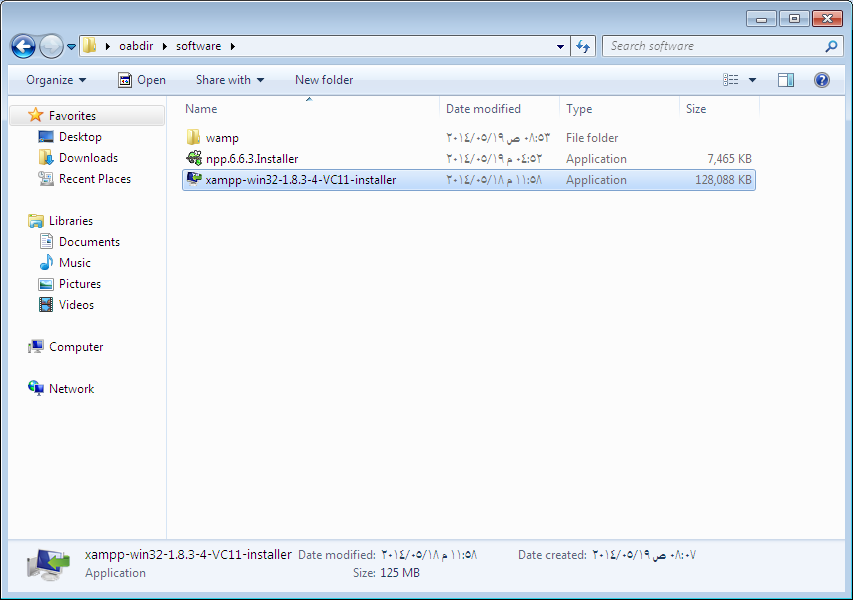 oabdir software
Search software
Organize Open Share with New folder
Name Date modified Type Size
Favorites
Desktop
Downloads
Recent Places
Libraries
Documents
Music
Pictures
Videos
Computer
Network
wamp ٢٠١٤/٠٥/١٩ ص ٠٨:٥٣ File folder
npp.6.6.3.Installer ٢٠١٤/٠٥/١٩ م ٠٤:٥٢ Application 7,465 KB
xampp-win32-1.8.3-4-VC11-installer ٢٠١٤/٠٥/١٨ م ١١:٥٨ Application 128,088 KB
xampp-win32-1.8.3-4-VC11-installer Date modified: ٢٠١٤/٠٥/١٨ م ١١:٥٨ Date created: ٢٠١٤/٠٥/١٩ ص ٠٨:٠٧
Application Size: 125 MB